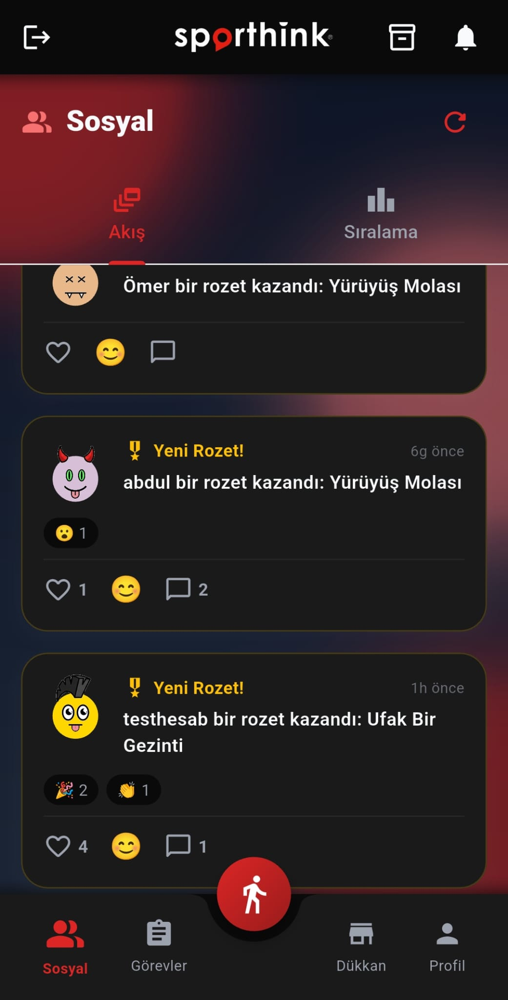 sporthink®
Sosyal
Akış
Sıralama
Ömer bir rozet kazandı: Yürüyüş Molası
Yeni Rozet!
6g önce
abdul bir rozet kazandı: Yürüyüş Molası
1
1
2
Yeni Rozet!
1h önce
testhesab bir rozet kazandı: Ufak Bir
Gezinti
2
1
4
1
Sosyal
Görevler
Dükkan
Profil